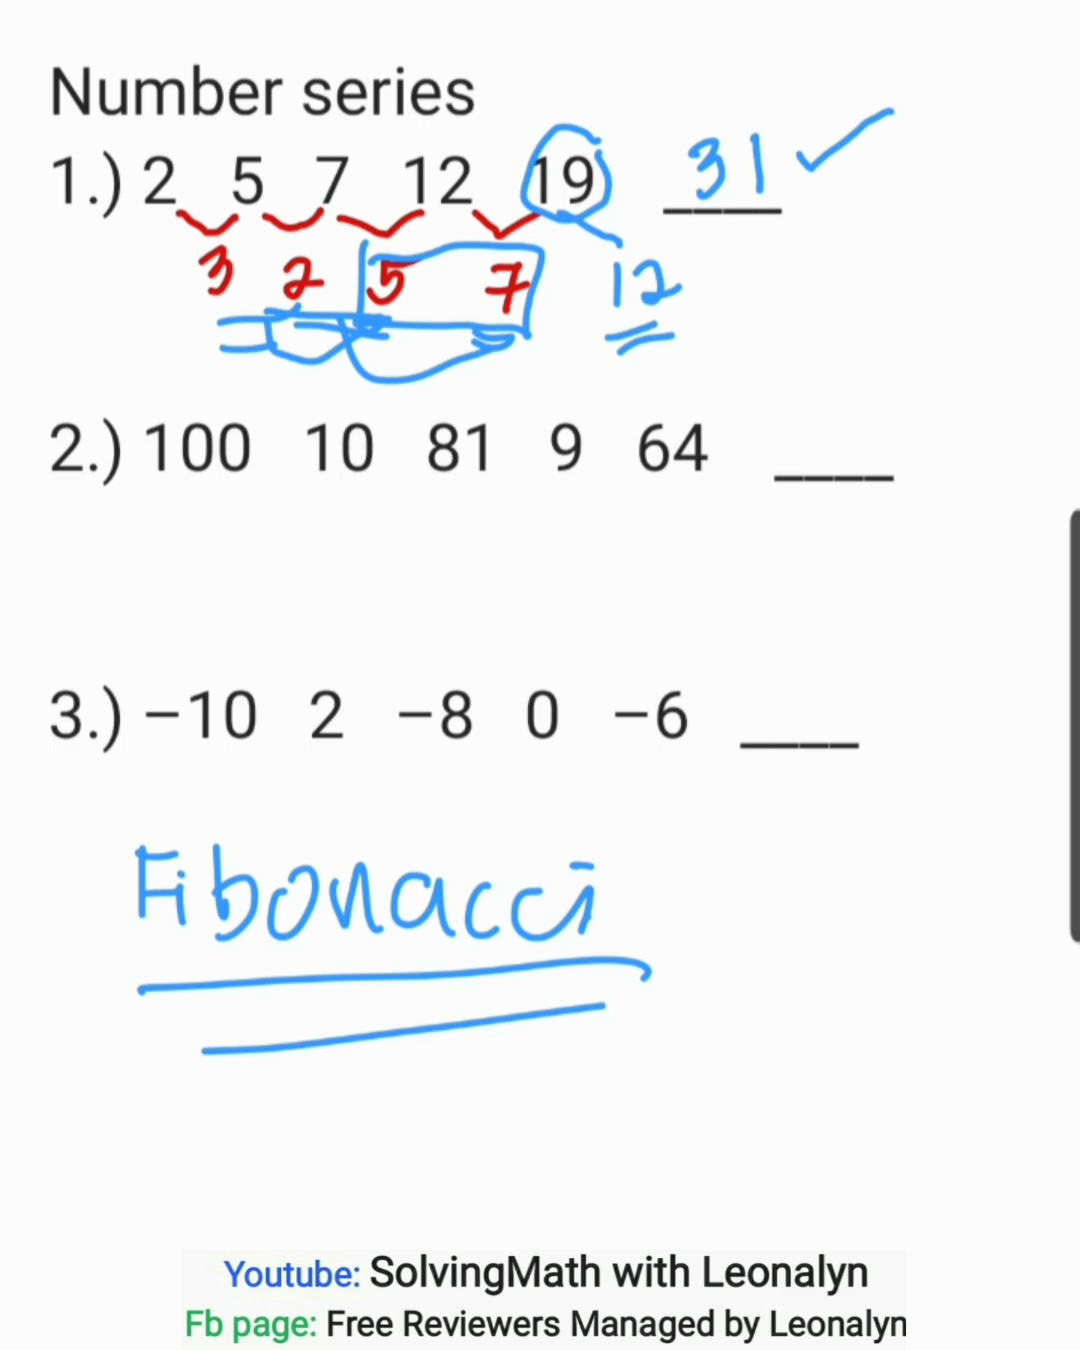 Number series
1.) 2 5 7 12 19 31
3 2 5 7 12
2.) 100 10 81 9 64 ____
3.) –10 2 –8 0 –6 ____
Fibonacci
Youtube: SolvingMath with Leonalyn
Fb page: Free Reviewers Managed by Leonalyn